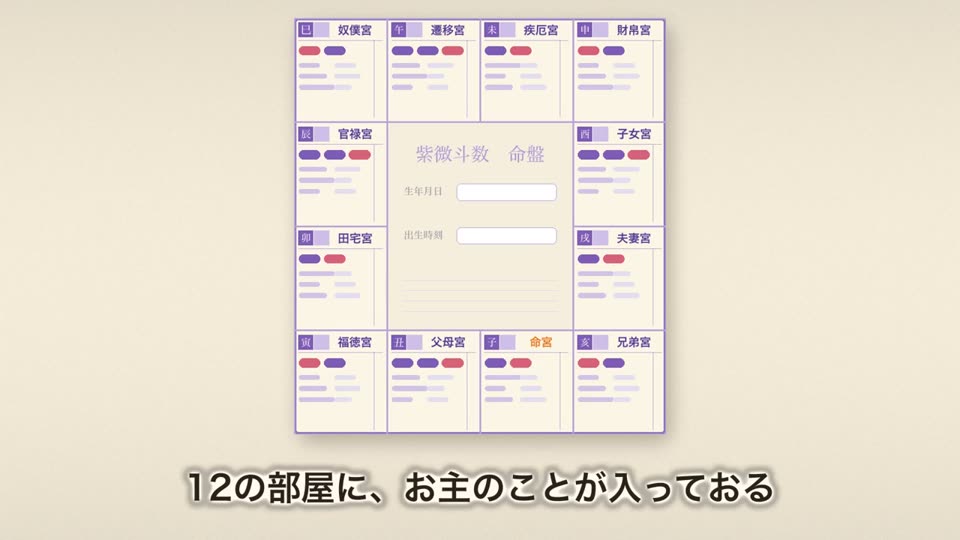 巳 奴僕宮
午 遷移宮
未 疾厄宮
申 財帛宮
辰 官禄宮
紫微斗数 命盤
酉 子女宮
生年月日
出生時刻
卯 田宅宮
戌 夫妻宮
寅 福徳宮
丑 父母宮
子 命宮
亥 兄弟宮
12の部屋に、お主のことが入っておる